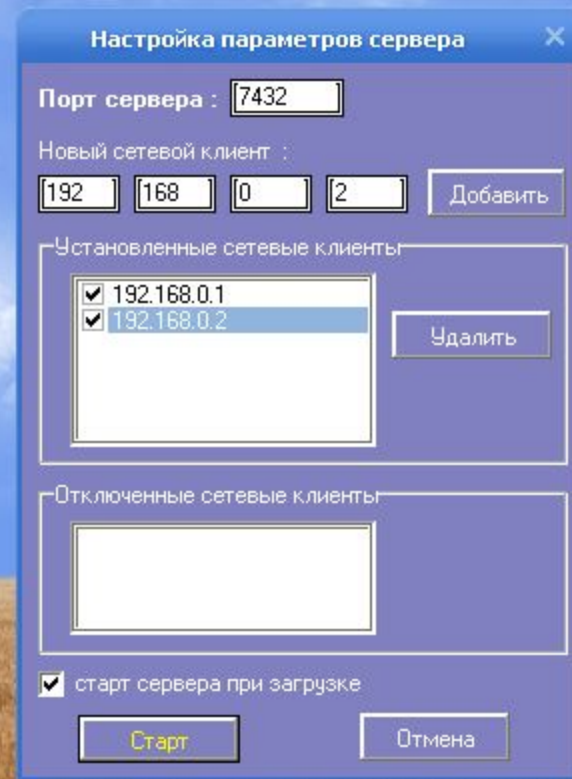 Настройка параметров сервера
Порт сервера : [7432 ]
Новый сетевой клиент :
[192 ] [168 ] [0 ] [2 ] Добавить
Установленные сетевые клиенты
192.168.0.1
192.168.0.2
Удалить
Отключенные сетевые клиенты
старт сервера при загрузке
Старт Отмена